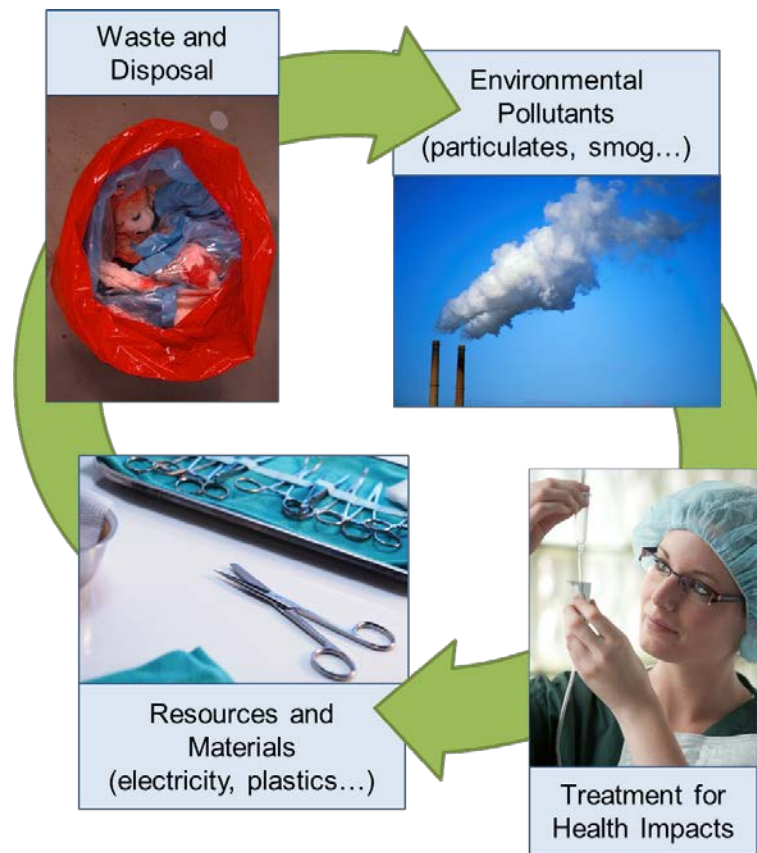 Waste and
Disposal
Environmental
Pollutants
(particulates, smog…)
Resources and
Materials
(electricity, plastics…)
Treatment for
Health Impacts